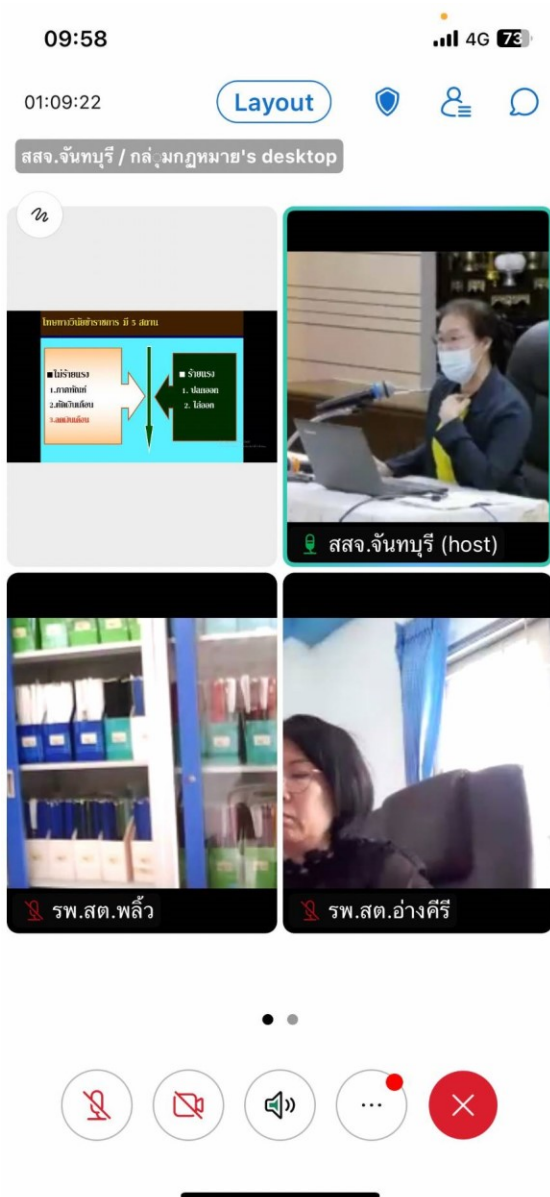 09:58
4G 73
01:09:22
Layout
สสจ.จันทบุรี / กลุ่มกฏหมาย's desktop
โทษทางวินัยข้าราชการ มี 5 สถาน
■ไม่ร้ายแรง
1.ภาคทัณฑ์
2.ตัดเงินเดือน
3.ลดเงินเดือน
■ ร้ายแรง
1. ปลดออก
2. ไล่ออก
สสจ.จันทบุรี (host)
รพ.สต.พลิ้ว
รพ.สต.อ่างคีรี